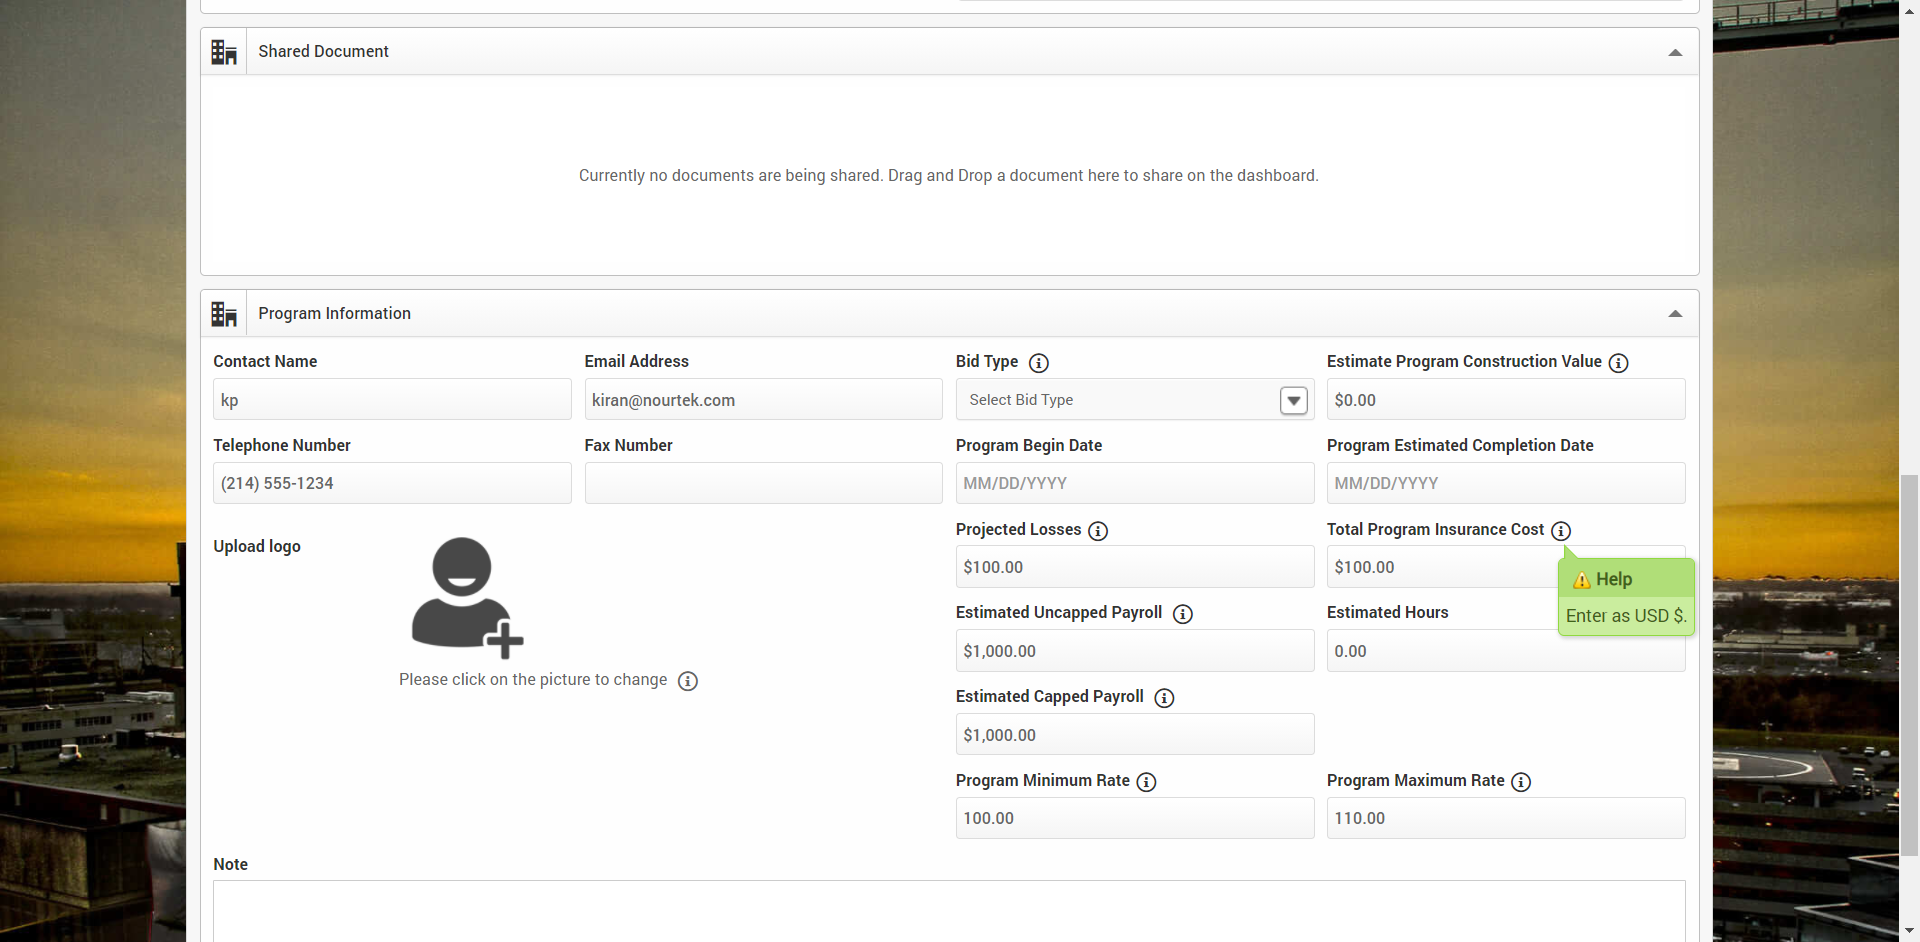 Shared Document
Currently no documents are being shared. Drag and Drop a document here to share on the dashboard.
Program Information
Contact Name
kp
Email Address
kiran@nourtek.com
Bid Type
Select Bid Type
Estimate Program Construction Value
$0.00
Telephone Number
(214) 555-1234
Fax Number
Program Begin Date
MM/DD/YYYY
Program Estimated Completion Date
MM/DD/YYYY
Upload logo
Please click on the picture to change
Projected Losses
$100.00
Total Program Insurance Cost
$100.00
Help
Enter as USD $.
Estimated Uncapped Payroll
$1,000.00
Estimated Hours
0.00
Estimated Capped Payroll
$1,000.00
Program Minimum Rate
100.00
Program Maximum Rate
110.00
Note